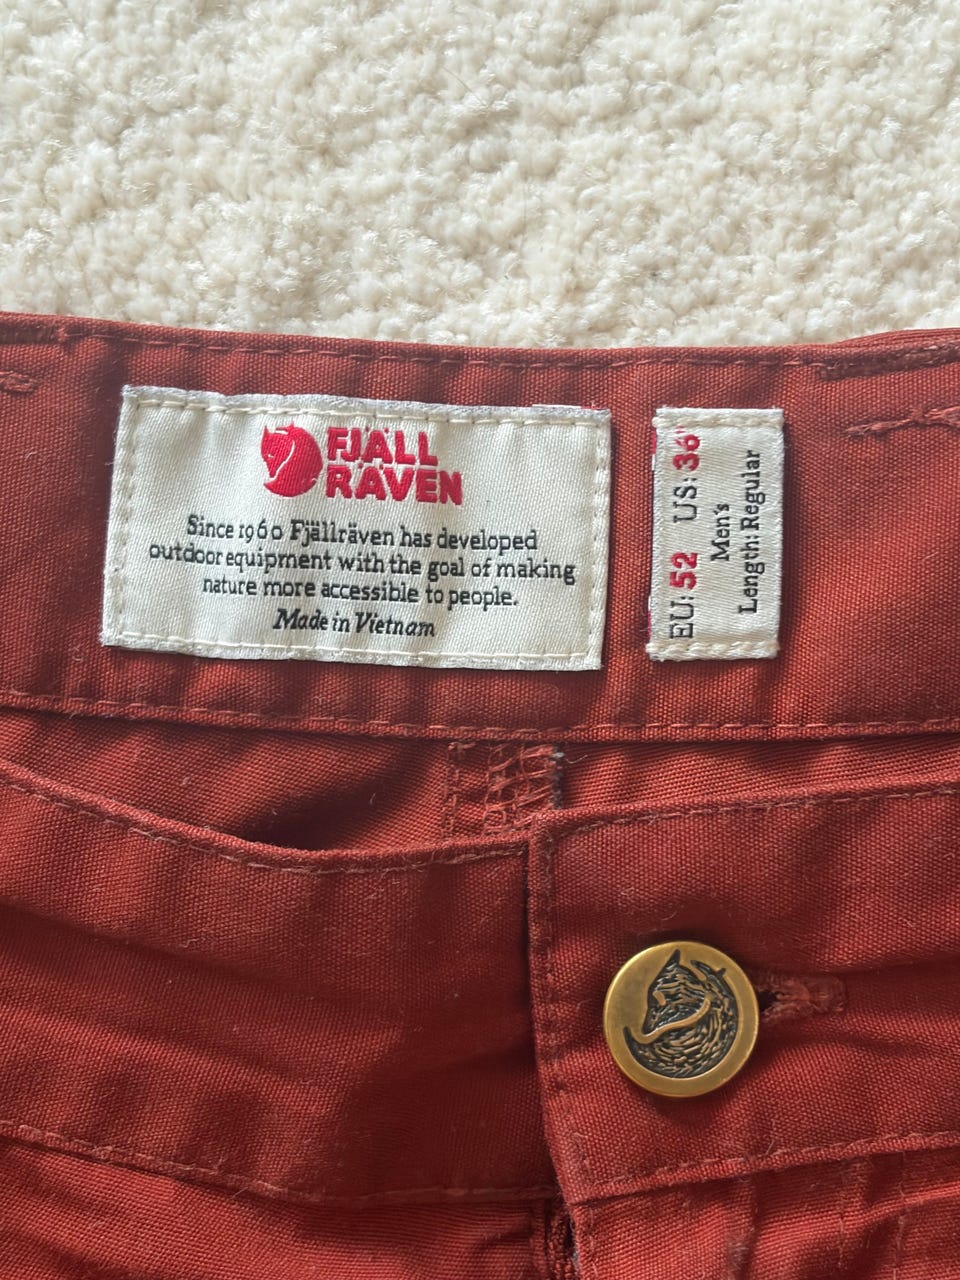 FJÄLL
RÄVEN
Since 1960 Fjällräven has developed
outdoor equipment with the goal of making
nature more accessible to people.
Made in Vietnam
EU: 52 US: 36"
Men's
Length: Regular